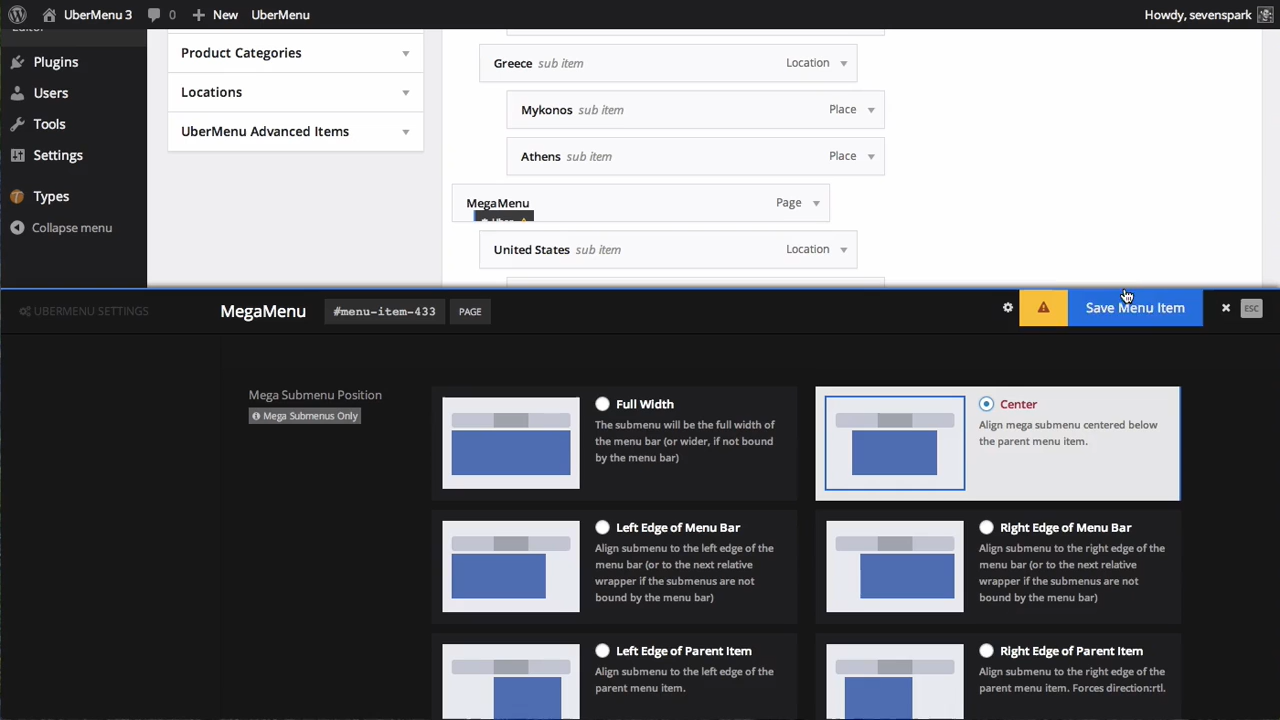 UberMenu 3
0
New
UberMenu
Howdy, sevenspark
Plugins
Users
Tools
Settings
Types
Collapse menu
Product Categories
Locations
UberMenu Advanced Items
Greece sub item
Location
Mykonos sub item
Place
Athens sub item
Place
MegaMenu
Page
United States sub item
Location
UBERMENU SETTINGS
MegaMenu
#menu-item-433
PAGE
Save Menu Item
ESC
Mega Submenu Position
Mega Submenus Only
Full Width
The submenu will be the full width of
the menu bar (or wider, if not bound
by the menu bar)
Center
Align mega submenu centered below
the parent menu item.
Left Edge of Menu Bar
Align submenu to the left edge of the
menu bar (or to the next relative
wrapper if the submenus are not
bound by the menu bar)
Right Edge of Menu Bar
Align submenu to the right edge of the
menu bar (or to the next relative
wrapper if the submenus are not
bound by the menu bar)
Left Edge of Parent Item
Align submenu to the left edge of the
parent menu item.
Right Edge of Parent Item
Align submenu to the right edge of the
parent menu item. Forces direction:rtl.